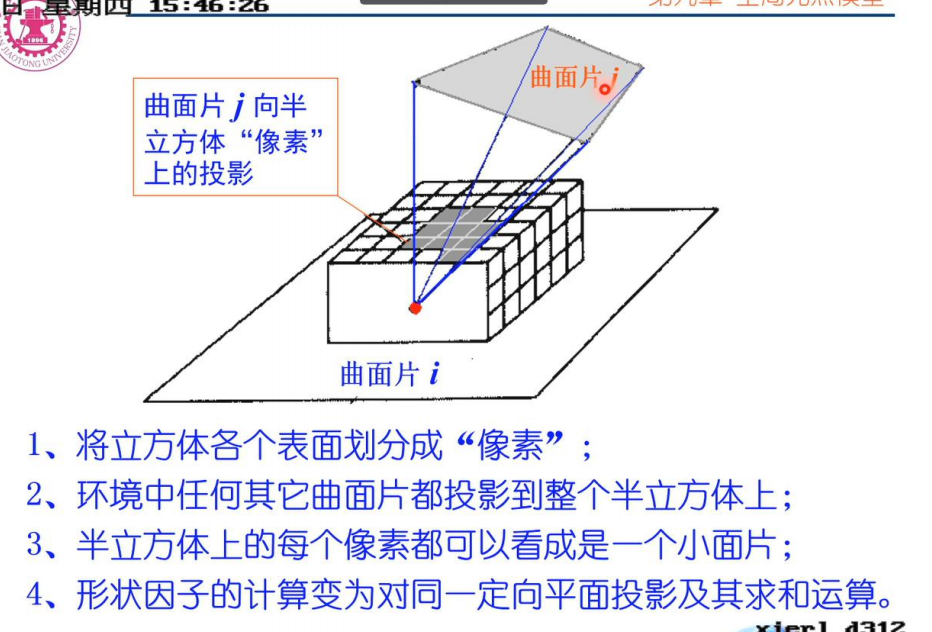 日 星期四 15:46:26
第九章 全局光照模型
JIAOTONG UNIVERSITY
1896
曲面片 j
曲面片 j 向半
立方体“像素”
上的投影
曲面片 i
1、将立方体各个表面划分成“像素”；
2、环境中任何其它曲面片都投影到整个半立方体上；
3、半立方体上的每个像素都可以看成是一个小面片；
4、形状因子的计算变为对同一定向平面投影及其求和运算。